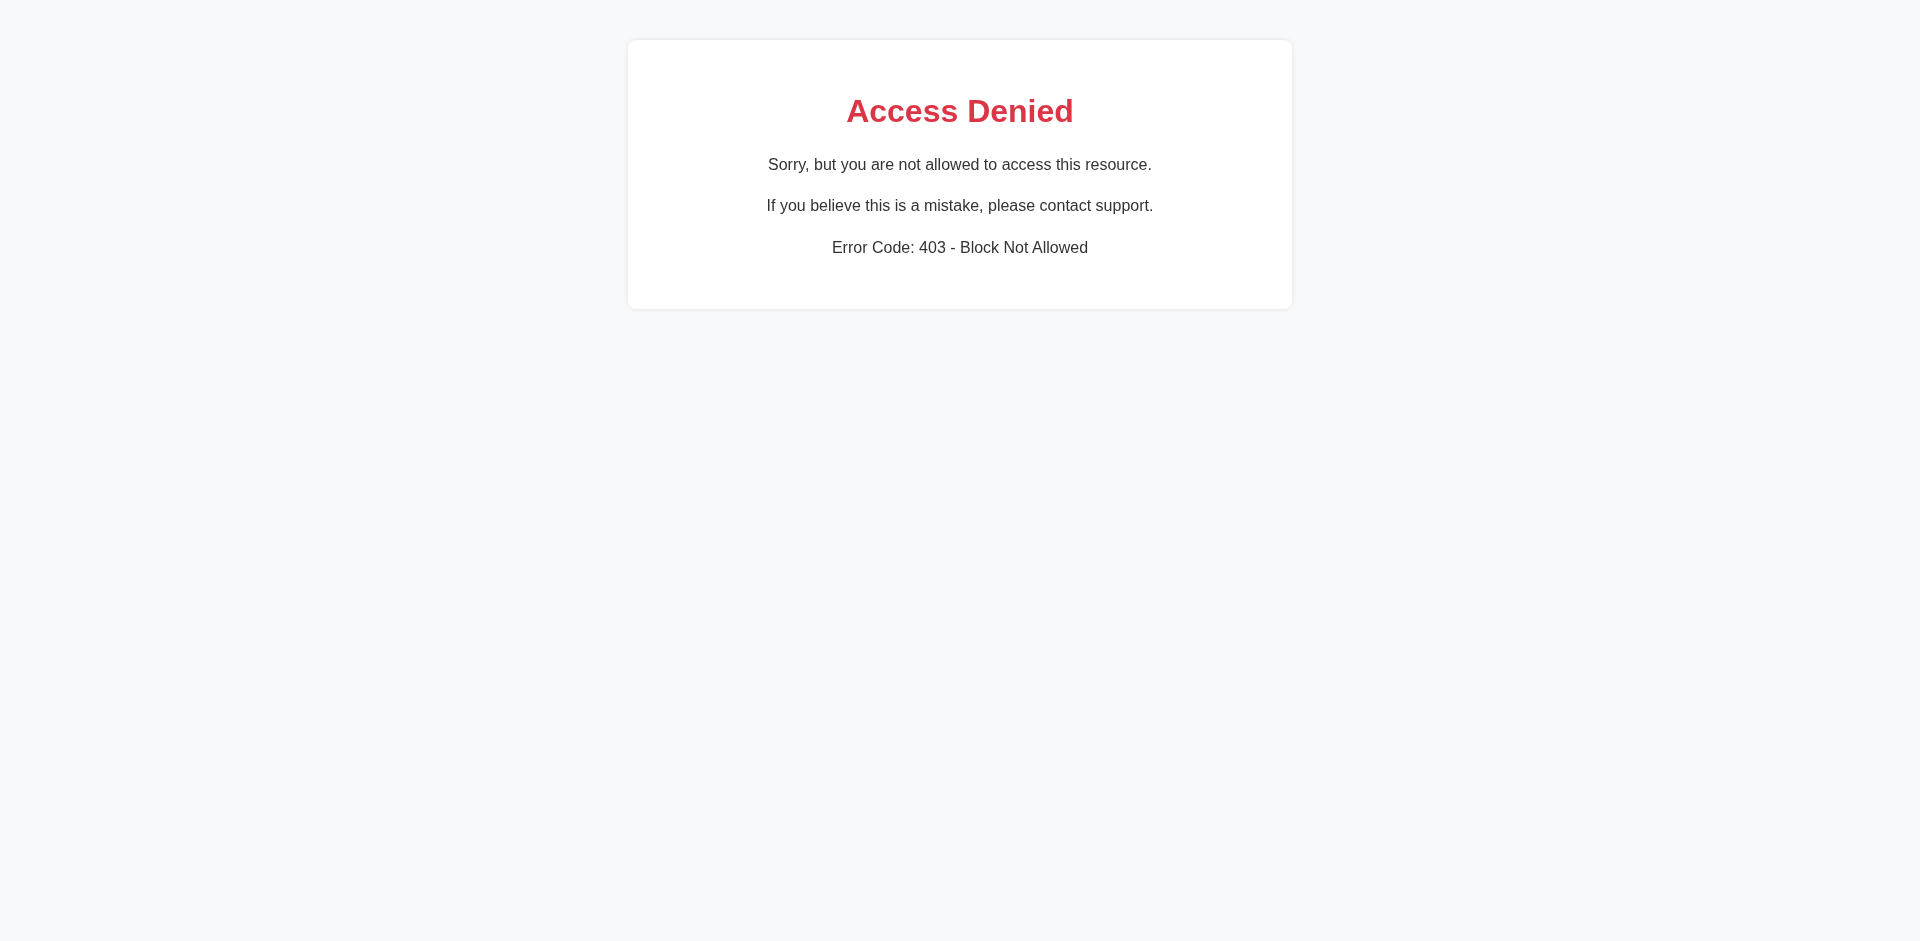 Access Denied
Sorry, but you are not allowed to access this resource.
If you believe this is a mistake, please contact support.
Error Code: 403 - Block Not Allowed